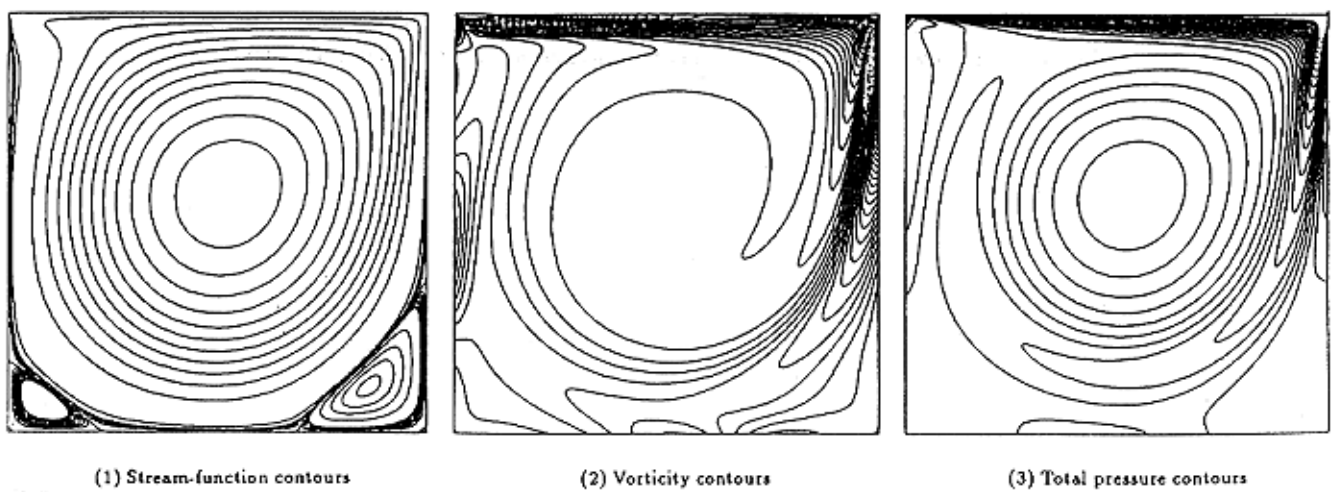 (1) Stream-function contours
(2) Vorticity contours
(3) Total pressure contours